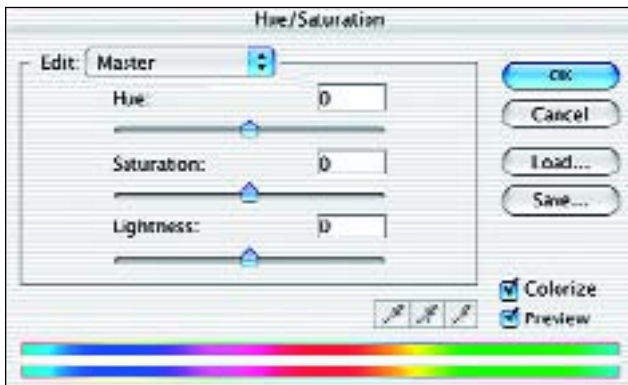 Hue/Saturation
Edit: Master
Hue: 0
Saturation: 0
Lightness: 0
OK
Cancel
Load...
Save...
Colorize
Preview